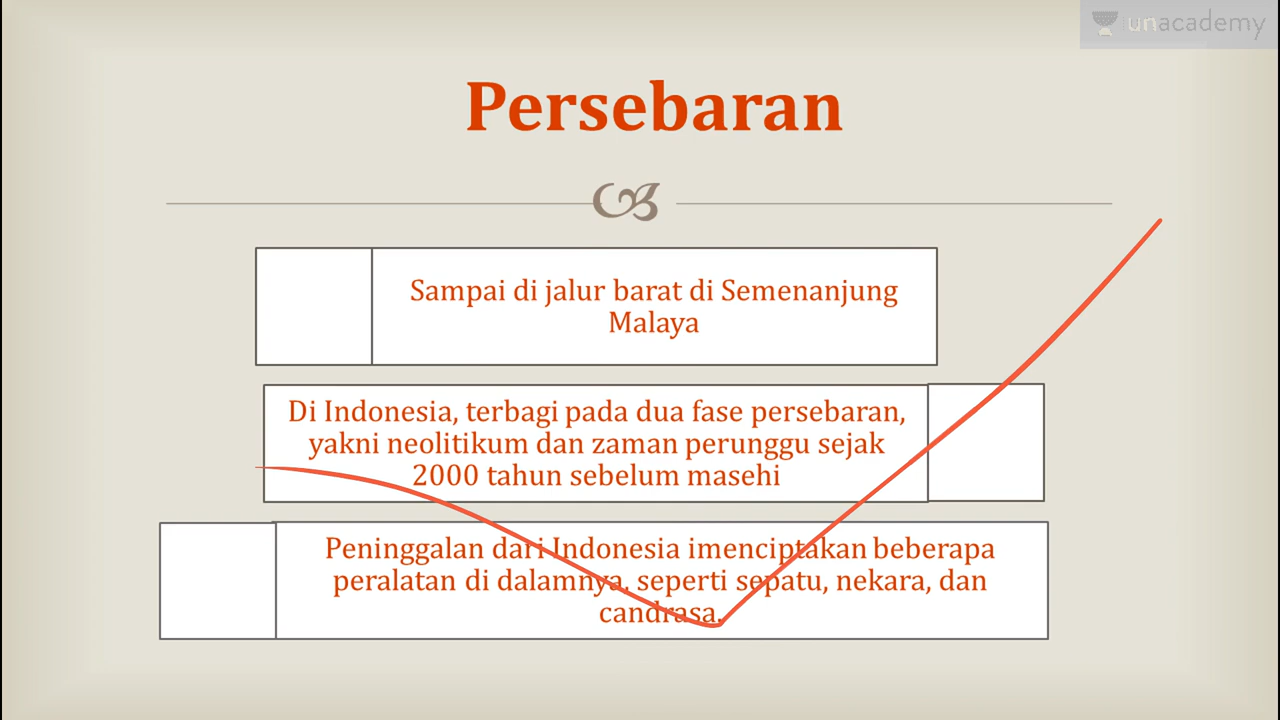 unacademy
Persebaran
Sampai di jalur barat di Semenanjung
Malaya
Di Indonesia, terbagi pada dua fase persebaran,
yakni neolitikum dan zaman perunggu sejak
2000 tahun sebelum masehi
Peninggalan dari Indonesia imenciptakan beberapa
peralatan di dalamnya, seperti sepatu, nekara, dan
candrasa.